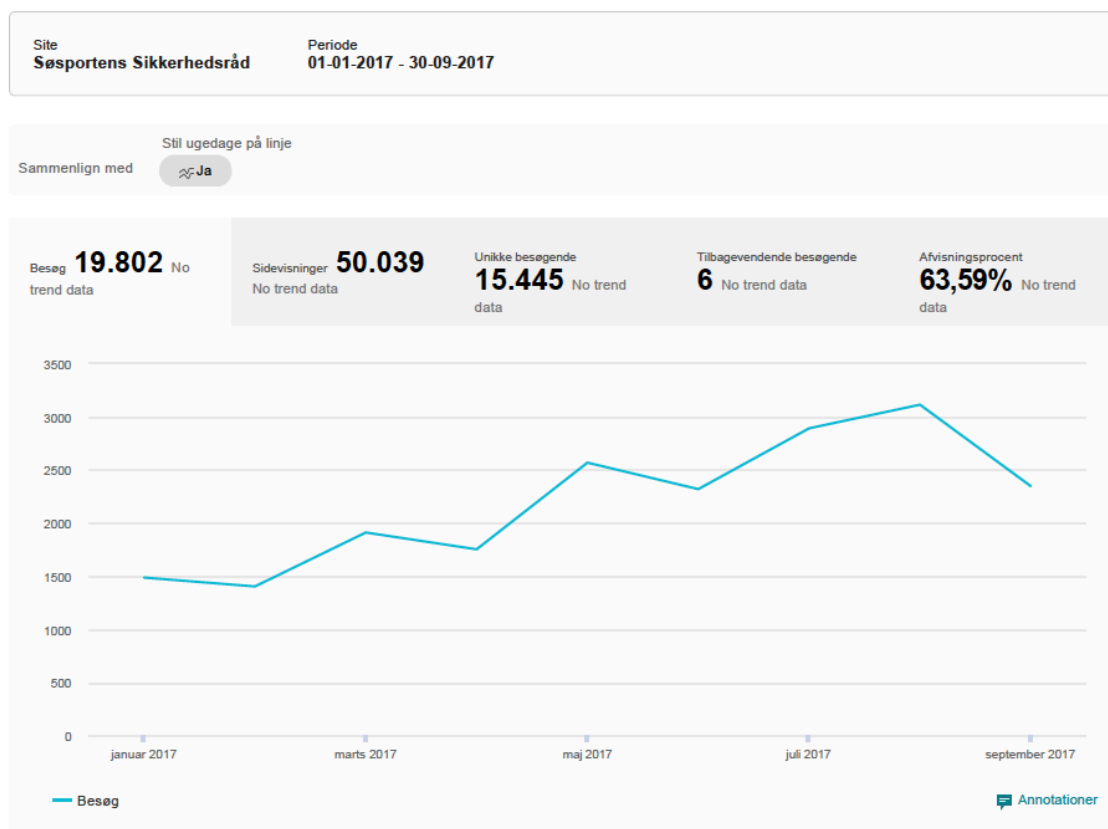 Site
Søsportens Sikkerhedsråd
Periode
01-01-2017 - 30-09-2017
Sammenlign med
Stil ugedage på linje
Ja
Besøg 19.802 No
trend data
Sidevisninger 50.039
No trend data
Unikke besøgende
15.445 No trend
data
Tilbagevendende besøgende
6 No trend data
Afvisningsprocent
63,59% No trend
data
3500
3000
2500
2000
1500
1000
500
0
januar 2017
marts 2017
maj 2017
juli 2017
september 2017
Besøg
Annotationer